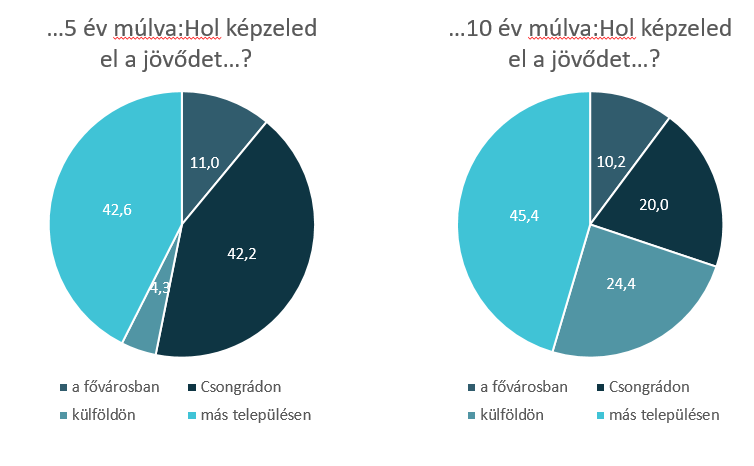 ...5 év múlva:Hol képzeled
el a jövődet...?
11,0
42,2
4,3
42,6
a fővárosban
Csongrádon
külföldön
más településen
...10 év múlva:Hol képzeled
el a jövődet...?
10,2
20,0
24,4
45,4
a fővárosban
Csongrádon
külföldön
más településen